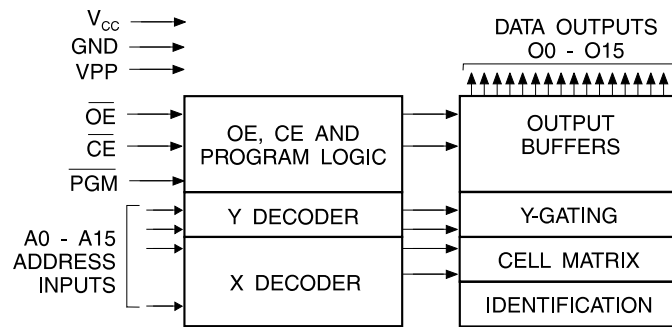 VCC
GND
VPP
OE
CE
PGM
A0 - A15
ADDRESS
INPUTS
OE, CE AND
PROGRAM LOGIC
Y DECODER
X DECODER
DATA OUTPUTS
O0 - O15
OUTPUT
BUFFERS
Y-GATING
CELL MATRIX
IDENTIFICATION